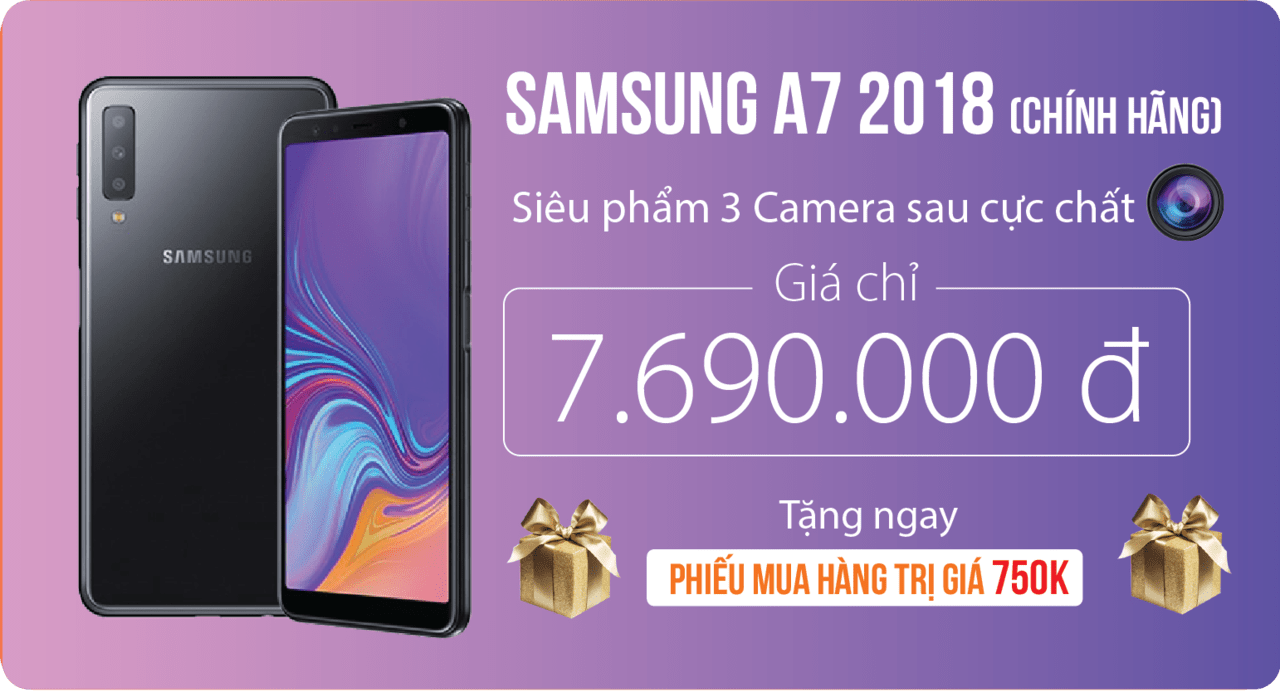 SAMSUNG
SAMSUNG A7 2018 (CHÍNH HÃNG)
Siêu phẩm 3 Camera sau cực chất
Giá chỉ
7.690.000 đ
Tặng ngay
PHIẾU MUA HÀNG TRỊ GIÁ 750K